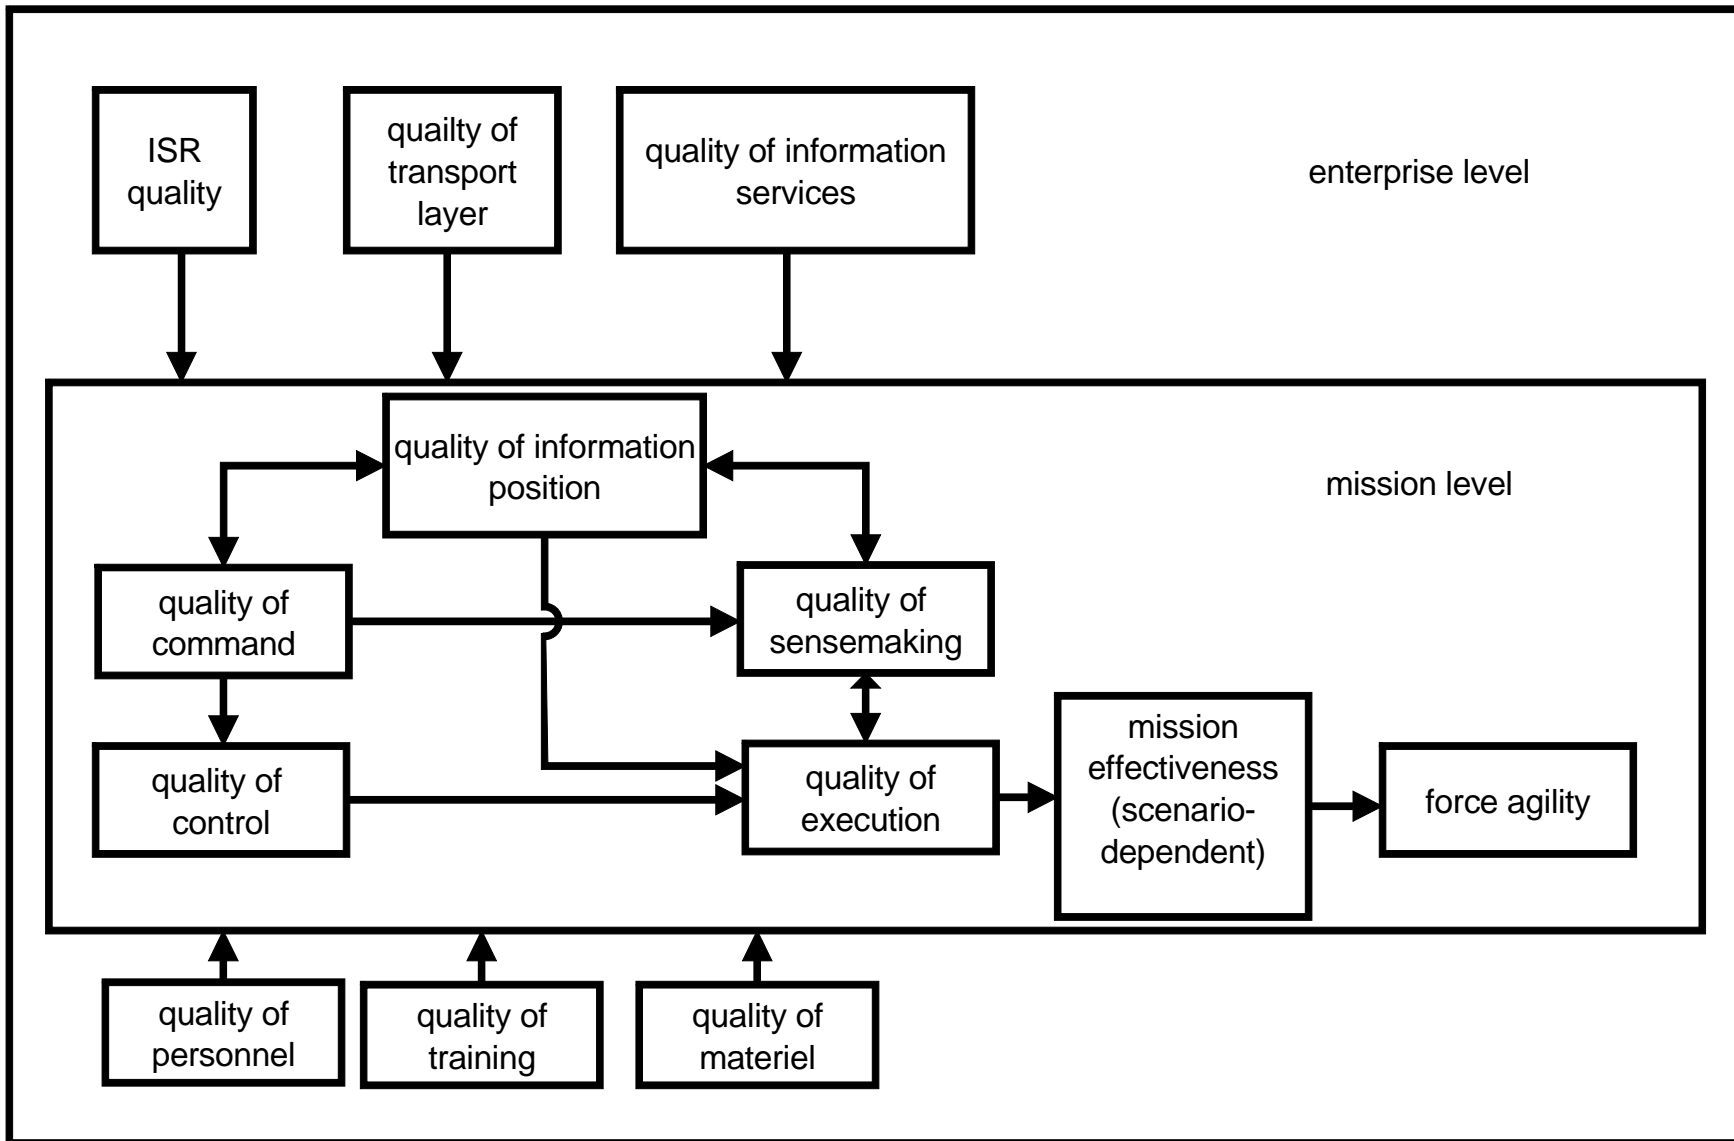 ISR
quality
quailty of
transport
layer
quality of information
services
enterprise level
quality of information
position
mission level
quality of
command
quality of
sensemaking
quality of
control
quality of
execution
mission
effectiveness
(scenario-
dependent)
force agility
quality of
personnel
quality of
training
quality of
materiel